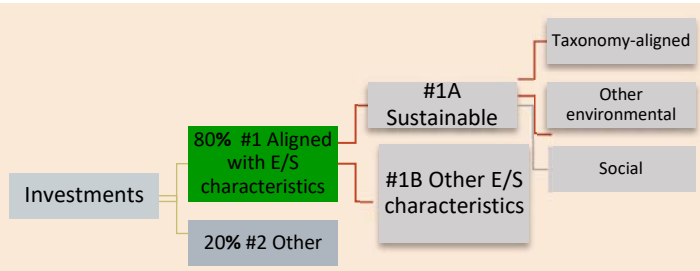 Taxonomy-aligned
#1A
Sustainable
Other
environmental
80% #1 Aligned
with E/S
characteristics
Social
#1B Other E/S
characteristics
Investments
20% #2 Other